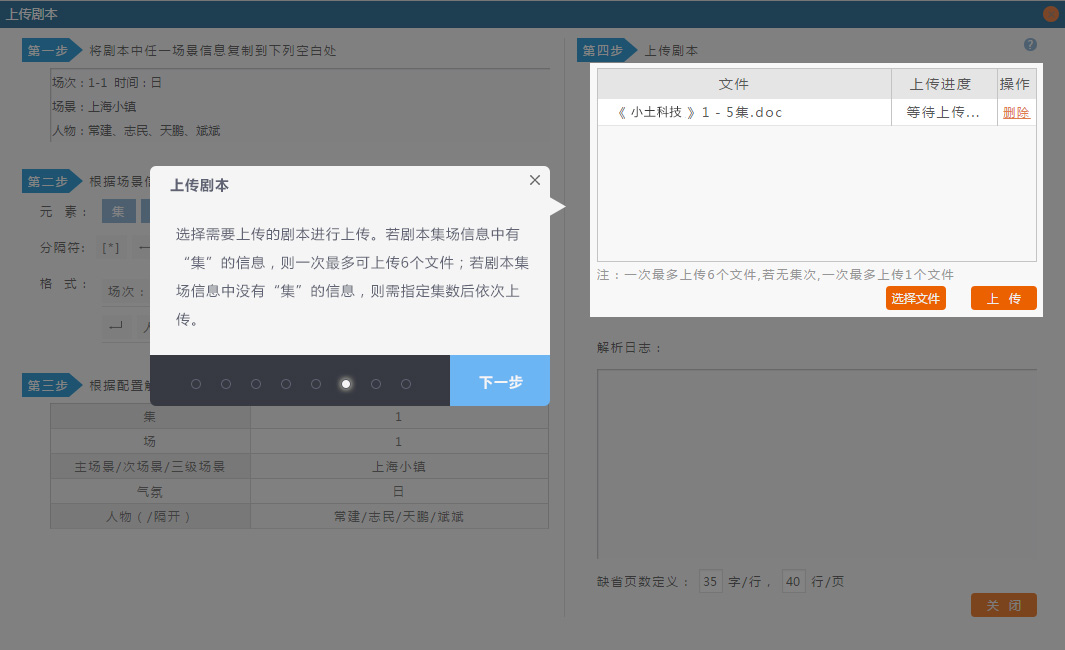 上传剧本
第一步 将剧本中任一场景信息复制到下列空白处
场次：1-1 时间：日
场景：上海小镇
人物：常建、志民、天鹏、斌斌
第二步 根据场景信
元 素：
集
分隔符:
[*]
格 式：
场次：
第三步 根据配置解
集 1
场 1
主场景/次场景/三级场景 上海小镇
气氛 日
人物（/隔开） 常建/志民/天鹏/斌斌
上传剧本
选择需要上传的剧本进行上传。若剧本集场信息中有
“集”的信息，则一次最多可上传6个文件；若剧本集
场信息中没有“集”的信息，则需指定集数后依次上
传。
下一步
第四步 上传剧本
?
文件 上传进度 操作
《 小土科技 》1 - 5集.doc 等待上传... 删除
注：一次最多上传6个文件,若无集次,一次最多上传1个文件
选择文件 上 传
解析日志：
缺省页数定义： 35 字/行， 40 行/页
关 闭